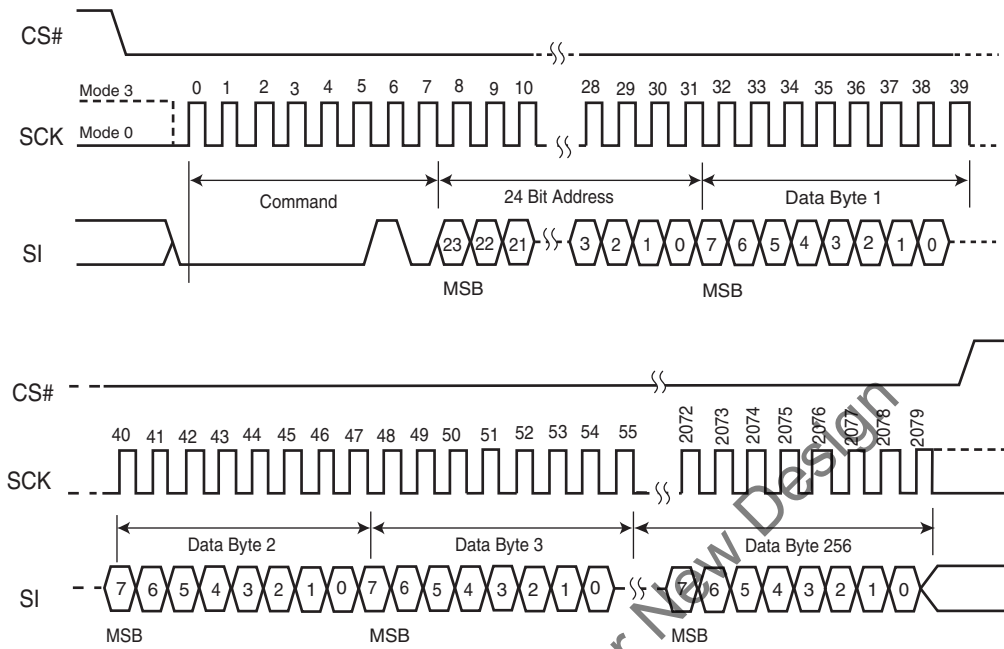 CS#
Mode 3
0 1 2 3 4 5 6 7 8 9 10 28 29 30 31 32 33 34 35 36 37 38 39
SCK
Mode 0
Command
24 Bit Address
Data Byte 1
SI
23 22 21 3 2 1 0 7 6 5 4 3 2 1 0
MSB
MSB
CS#
40 41 42 43 44 45 46 47 48 49 50 51 52 53 54 55 2072 2073 2074 2075 2076 2077 2078 2079
SCK
Data Byte 2
Data Byte 3
Data Byte 256
SI
7 6 5 4 3 2 1 0 7 6 5 4 3 2 1 0 7 6 5 4 3 2 1 0
MSB
MSB
MSB
New Design